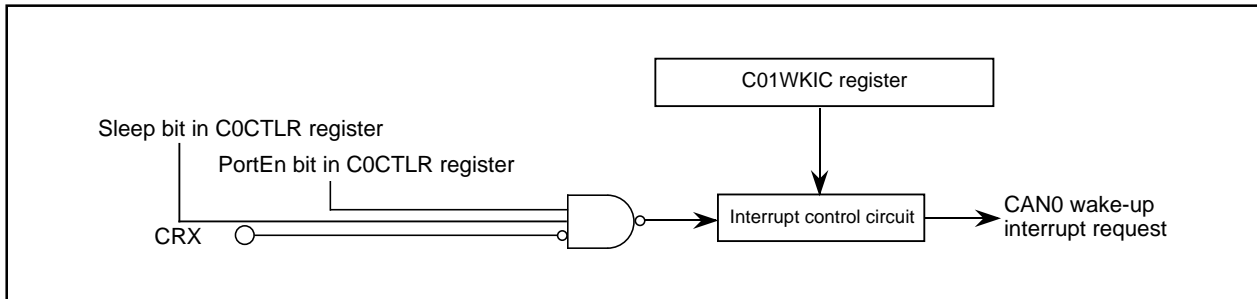 C01WKIC register
Sleep bit in C0CTLR register
PortEn bit in C0CTLR register
CRX
Interrupt control circuit
CAN0 wake-up
interrupt request